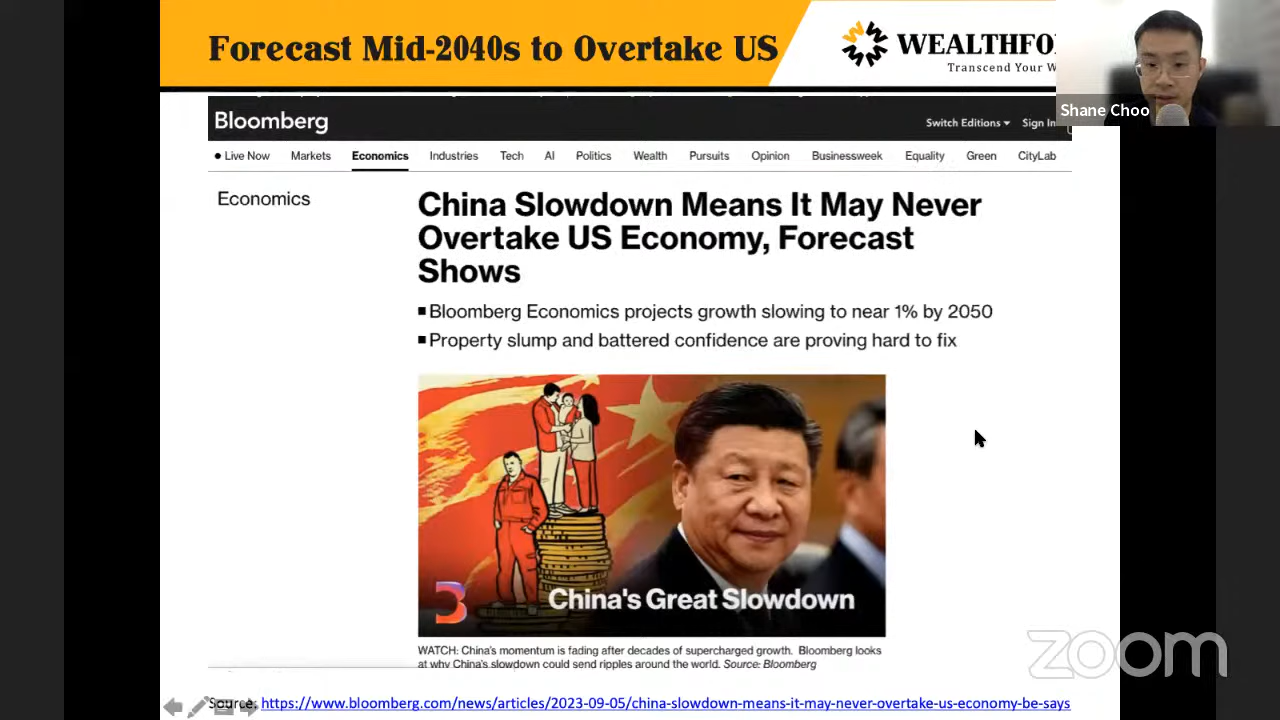 Forecast Mid-2040s to Overtake US
WEALTHFO
Transcend Your W
Shane Choo
Bloomberg
Switch Editions
Sign In
Live Now Markets Economics Industries Tech AI Politics Wealth Pursuits Opinion Businessweek Equality Green CityLab
Economics
China Slowdown Means It May Never
Overtake US Economy, Forecast
Shows
Bloomberg Economics projects growth slowing to near 1% by 2050
Property slump and battered confidence are proving hard to fix
3
China's Great Slowdown
WATCH: China's momentum is fading after decades of supercharged growth. Bloomberg looks
at why China's slowdown could send ripples around the world. Source: Bloomberg
zoom
Source: https://www.bloomberg.com/news/articles/2023-09-05/china-slowdown-means-it-may-never-overtake-us-economy-be-says